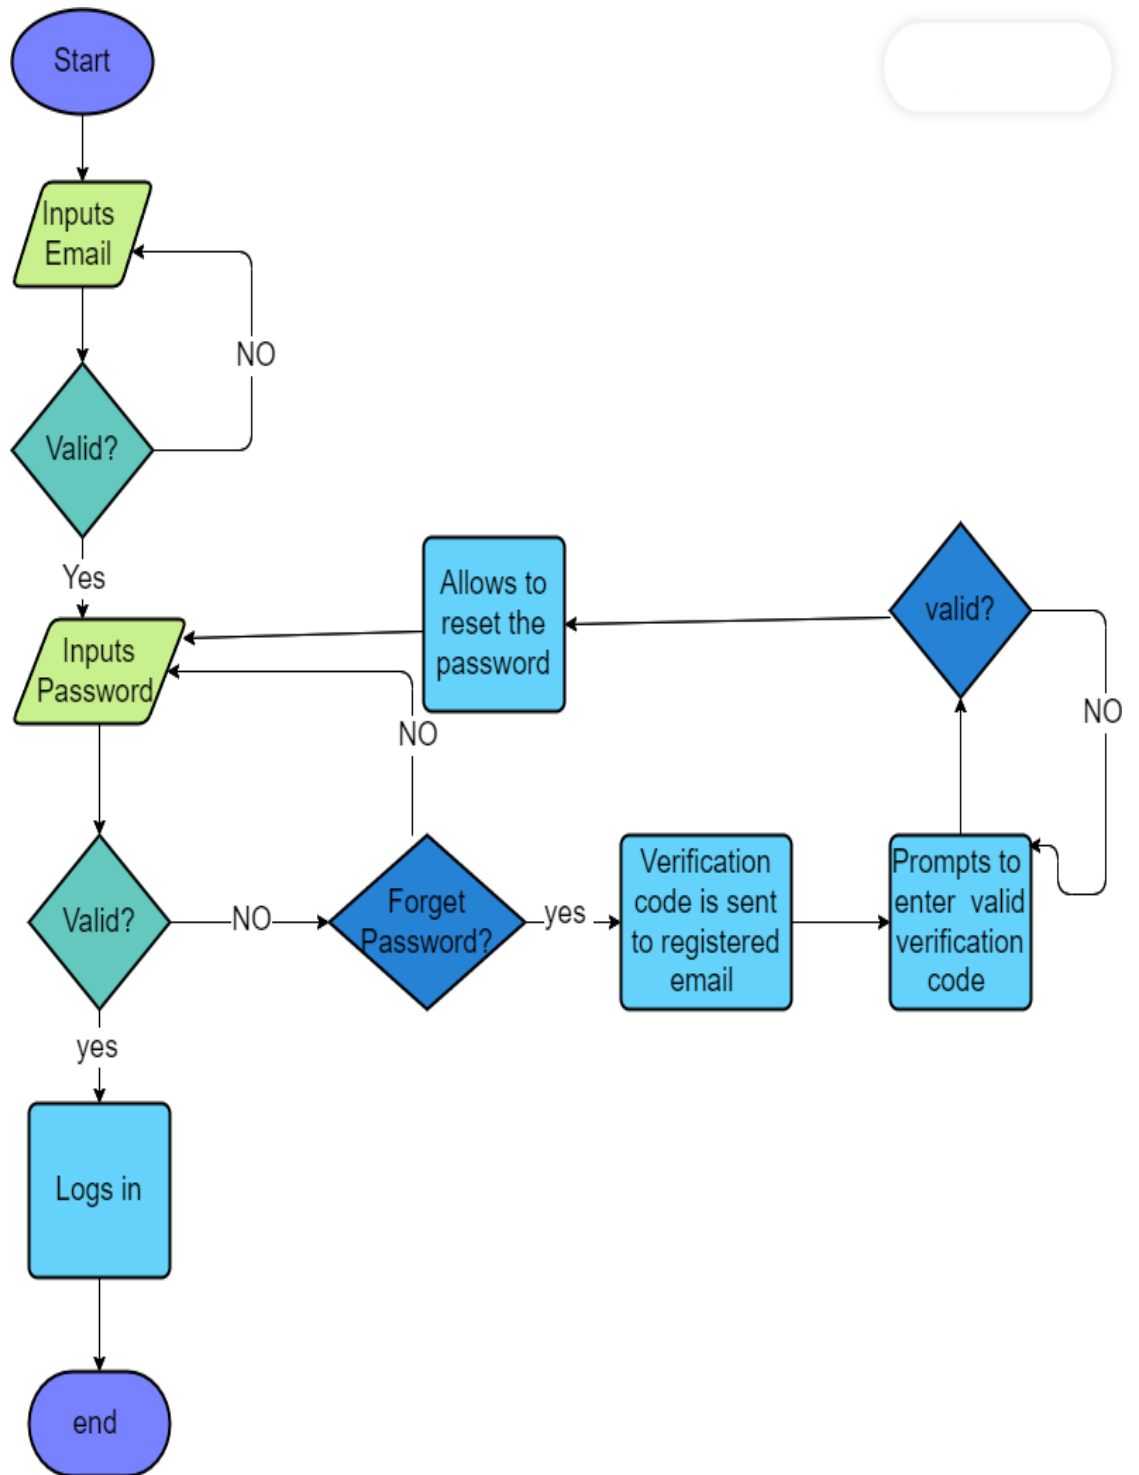 Start
Inputs
Email
NO
Valid?
Yes
Inputs
Password
Allows to
reset the
password
valid?
NO
NO
Valid?
NO
Forget
Password?
yes
Verification
code is sent
to registered
email
Prompts to
enter valid
verification
code
yes
Logs in
end